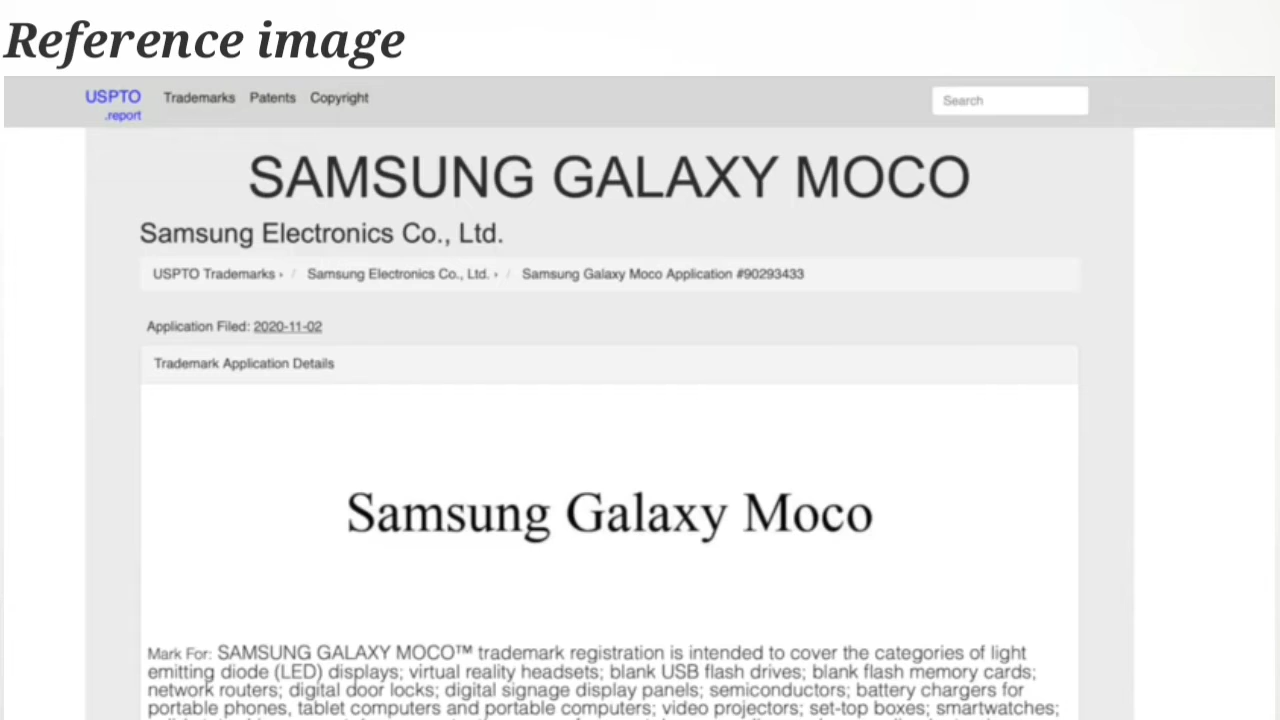 Reference image
USPTO
.report
Trademarks Patents Copyright
Search
SAMSUNG GALAXY MOCO
Samsung Electronics Co., Ltd.
USPTO Trademarks › / Samsung Electronics Co., Ltd. › / Samsung Galaxy Moco Application #90293433
Application Filed: 2020-11-02
Trademark Application Details
Samsung Galaxy Moco
Mark For: SAMSUNG GALAXY MOCO™ trademark registration is intended to cover the categories of light
emitting diode (LED) displays; virtual reality headsets; blank USB flash drives; blank flash memory cards;
network routers; digital door locks; digital signage display panels; semiconductors; battery chargers for
portable phones, tablet computers and portable computers; video projectors; set-top boxes; smartwatches;